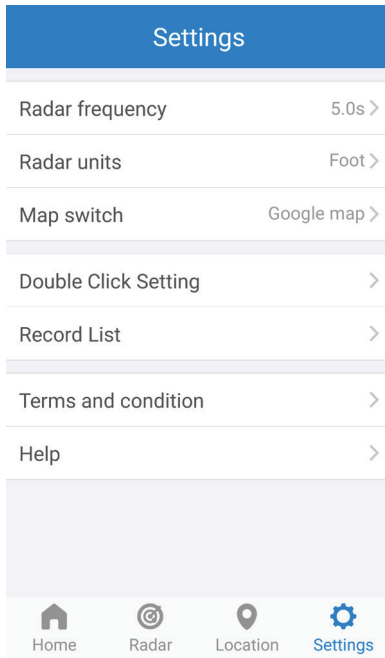 Settings
Radar frequency 5.0s
Radar units Foot
Map switch Google map
Double Click Setting
Record List
Terms and condition
Help
Home Radar Location Settings